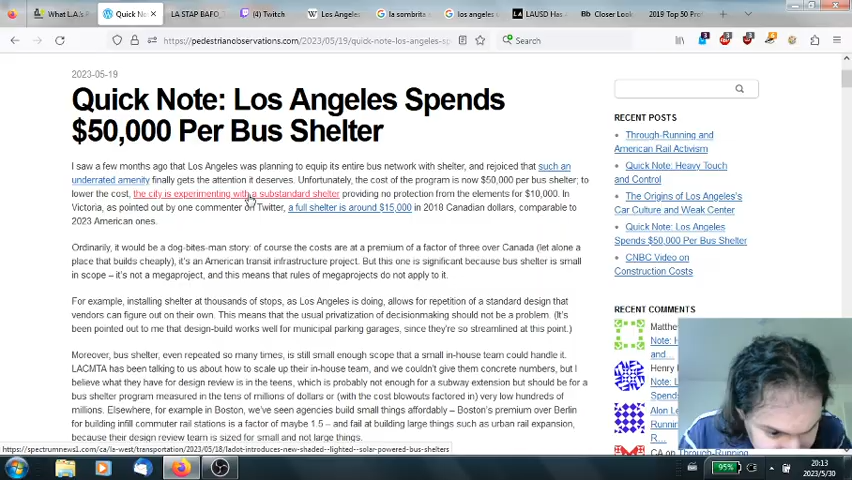 What L.A.'s
Quick Note: Los
LA STAP BAFO_
(4) Twitch
Los Angeles
la sombrita
los angeles
LAUSD Has
Closer Look
2019 Top 50 Pro
https://pedestrianobservations.com/2023/05/19/quick-note-los-angeles-sp
Search
2023-05-19
Quick Note: Los Angeles Spends
$50,000 Per Bus Shelter
I saw a few months ago that Los Angeles was planning to equip its entire bus network with shelter, and rejoiced that such an
underrated amenity finally gets the attention it deserves. Unfortunately, the cost of the program is now $50,000 per bus shelter; to
lower the cost, the city is experimenting with a substandard shelter providing no protection from the elements for $10,000. In
Victoria, as pointed out by one commenter on Twitter, a full shelter is around $15,000 in 2018 Canadian dollars, comparable to
2023 American ones.
Ordinarily, it would be a dog-bites-man story: of course the costs are at a premium of a factor of three over Canada (let alone a
place that builds cheaply), it's an American transit infrastructure project. But this one is significant because bus shelter is small
in scope – it's not a megaproject, and this means that rules of megaprojects do not apply to it.
For example, installing shelter at thousands of stops, as Los Angeles is doing, allows for repetition of a standard design that
vendors can figure out on their own. This means that the usual privatization of decisionmaking should not be a problem. (It's
been pointed out to me that design-build works well for municipal parking garages, since they're so streamlined at this point.)
Moreover, bus shelter, even repeated so many times, is still small enough scope that a small in-house team could handle it.
LACMTA has been talking to us about how to scale up their in-house team, and we couldn't give them concrete numbers, but I
believe what they have for design review is in the teens, which is probably not enough for a subway extension but should be for a
bus shelter program measured in the tens of millions of dollars or (with the cost blowouts factored in) very low hundreds of
millions. Elsewhere, for example in Boston, we've seen agencies build small things affordably – Boston's premium over Berlin
for building infill commuter rail stations is a factor of maybe 1.5 – and fail at building large things such as urban rail expansion,
because their design review team is sized for small and not large things.
RECENT POSTS
Through-Running and
American Rail Activism
Quick Note: Heavy Touch
and Control
The Origins of Los Angeles's
Car Culture and Weak Center
Quick Note: Los Angeles
Spends $50,000 Per Bus Shelter
CNBC Video on
Construction Costs
RECENT COMMENTS
Matthe
Note: H
and…
Henry
Note: L
Alon Le
Running
R…
CA on Through-
https://spectrumnews1.com/ca/la-west/transportation/2023/05/18/ladot-introduces-new-shaded--lighted--solar-powered-bus-shelters
95%
20:13
2023/5/30